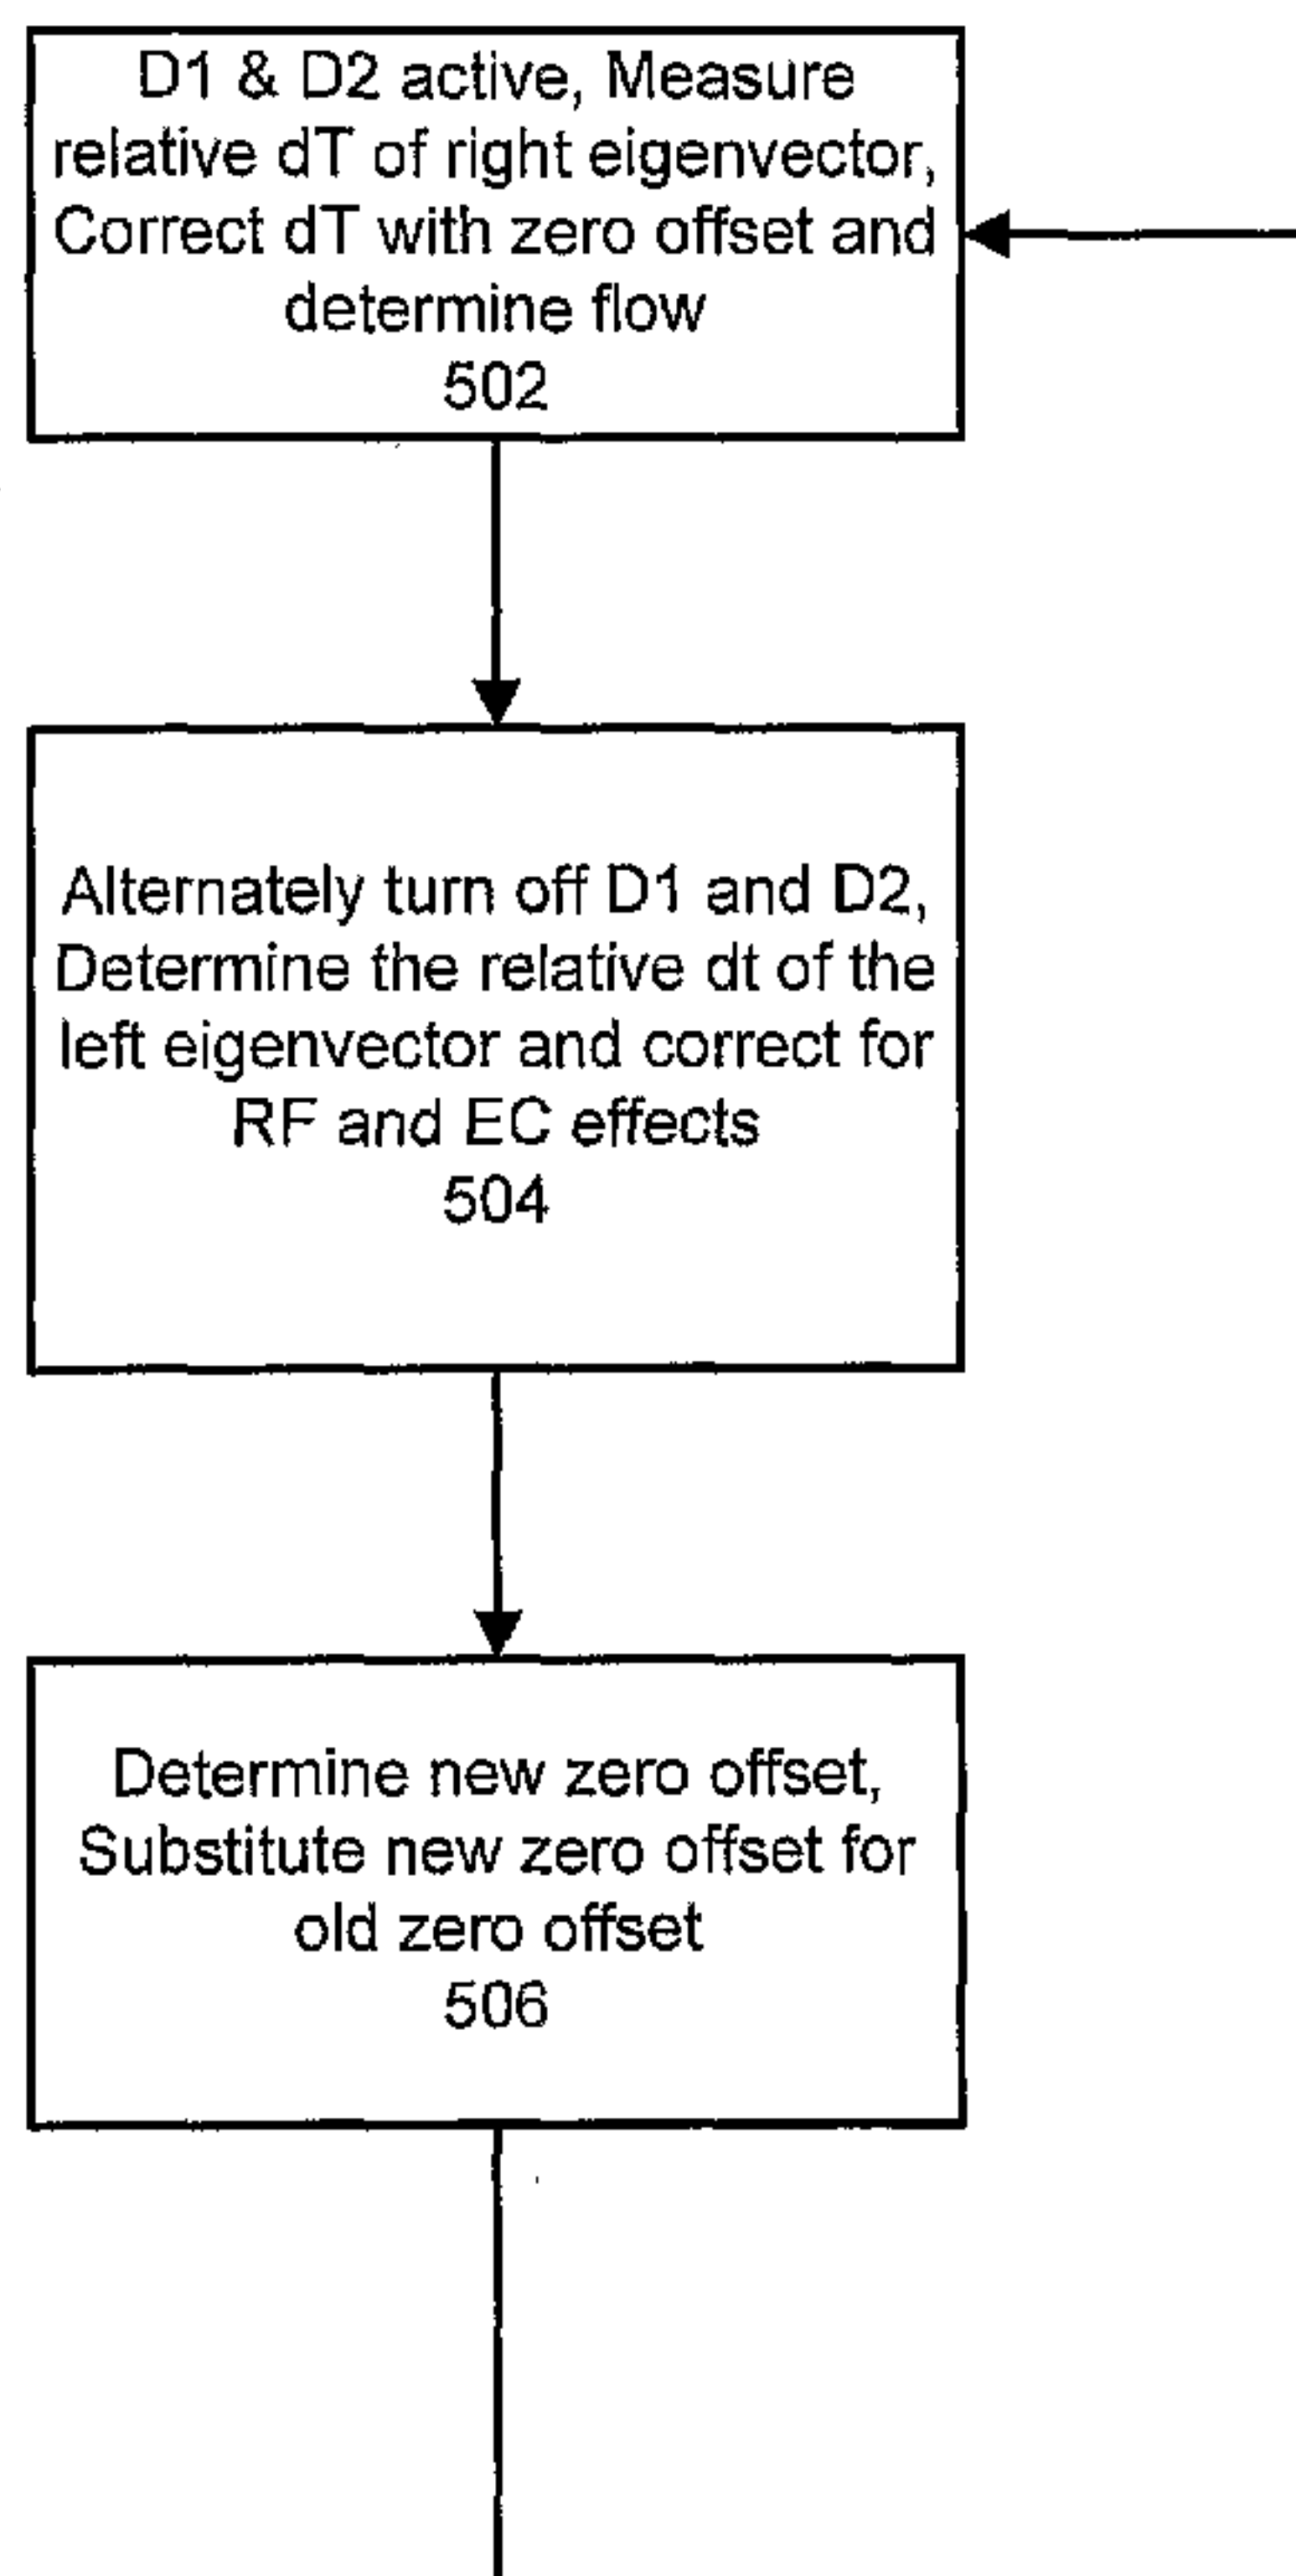 D1 & D2 active, Measure
relative dT of right eigenvector,
Correct dT with zero offset and
determine flow
502
Alternately turn off D1 and D2,
Determine the relative dt of the
left eigenvector and correct for
RF and EC effects
504
Determine new zero offset,
Substitute new zero offset for
old zero offset
506